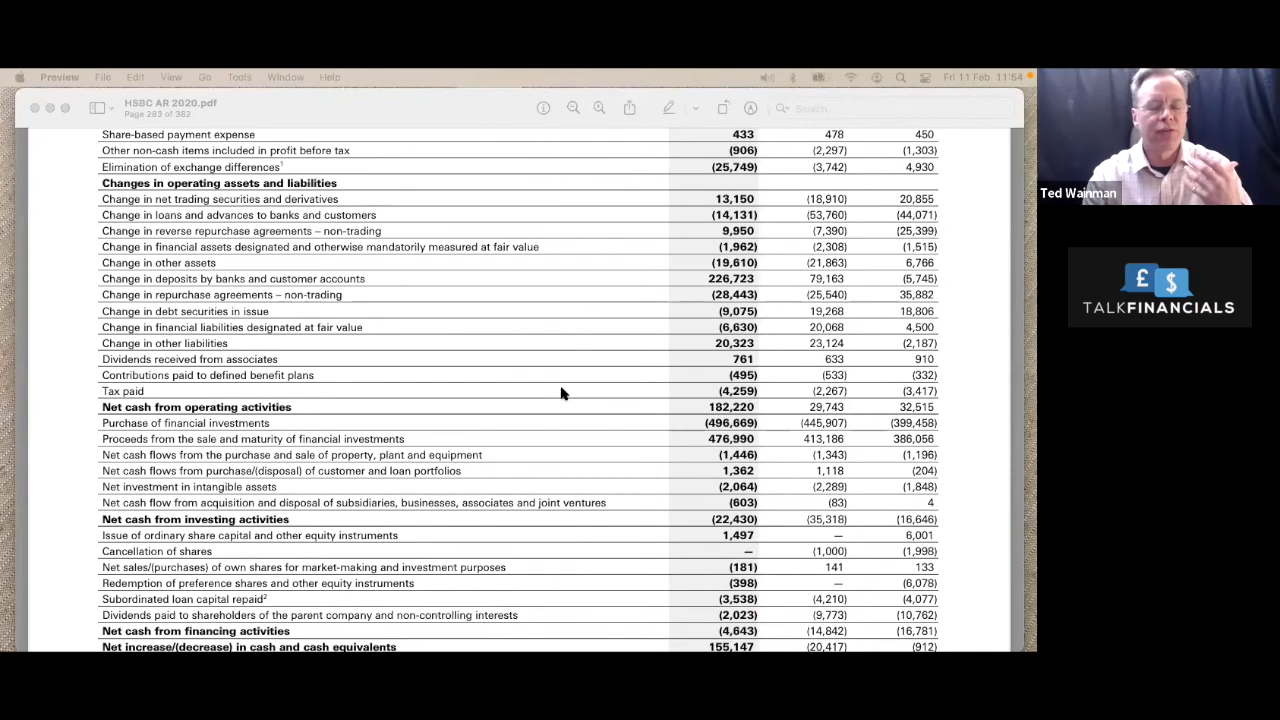 Preview File Edit View Go Tools Window Help Fri 11 Feb 11:54
HSBC AR 2020.pdf
Page 283 of 382
Search
Share-based payment expense 433 478 450
Other non-cash items included in profit before tax (906) (2,297) (1,303)
Elimination of exchange differences1 (25,749) (3,742) 4,930
Changes in operating assets and liabilities
Change in net trading securities and derivatives 13,150 (18,910) 20,855
Change in loans and advances to banks and customers (14,131) (53,760) (44,071)
Change in reverse repurchase agreements – non-trading 9,950 (7,390) (25,399)
Change in financial assets designated and otherwise mandatorily measured at fair value (1,962) (2,308) (1,515)
Change in other assets (19,610) (21,863) 6,766
Change in deposits by banks and customer accounts 226,723 79,163 (5,745)
Change in repurchase agreements – non-trading (28,443) (25,540) 35,882
Change in debt securities in issue (9,075) 19,268 18,806
Change in financial liabilities designated at fair value (6,630) 20,068 4,500
Change in other liabilities 20,323 23,124 (2,187)
Dividends received from associates 761 633 910
Contributions paid to defined benefit plans (495) (533) (332)
Tax paid (4,259) (2,267) (3,417)
Net cash from operating activities 182,220 29,743 32,515
Purchase of financial investments (496,669) (445,907) (399,458)
Proceeds from the sale and maturity of financial investments 476,990 413,186 386,056
Net cash flows from the purchase and sale of property, plant and equipment (1,446) (1,343) (1,196)
Net cash flows from purchase/(disposal) of customer and loan portfolios 1,362 1,118 (204)
Net investment in intangible assets (2,064) (2,289) (1,848)
Net cash flow from acquisition and disposal of subsidiaries, businesses, associates and joint ventures (603) (83) 4
Net cash from investing activities (22,430) (35,318) (16,646)
Issue of ordinary share capital and other equity instruments 1,497 — 6,001
Cancellation of shares — (1,000) (1,998)
Net sales/(purchases) of own shares for market-making and investment purposes (181) 141 133
Redemption of preference shares and other equity instruments (398) — (6,078)
Subordinated loan capital repaid2 (3,538) (4,210) (4,077)
Dividends paid to shareholders of the parent company and non-controlling interests (2,023) (9,773) (10,762)
Net cash from financing activities (4,643) (14,842) (16,781)
Net increase/(decrease) in cash and cash equivalents 155,147 (20,417) (912)
Ted Wainman
£ $
TALKFINANCIALS